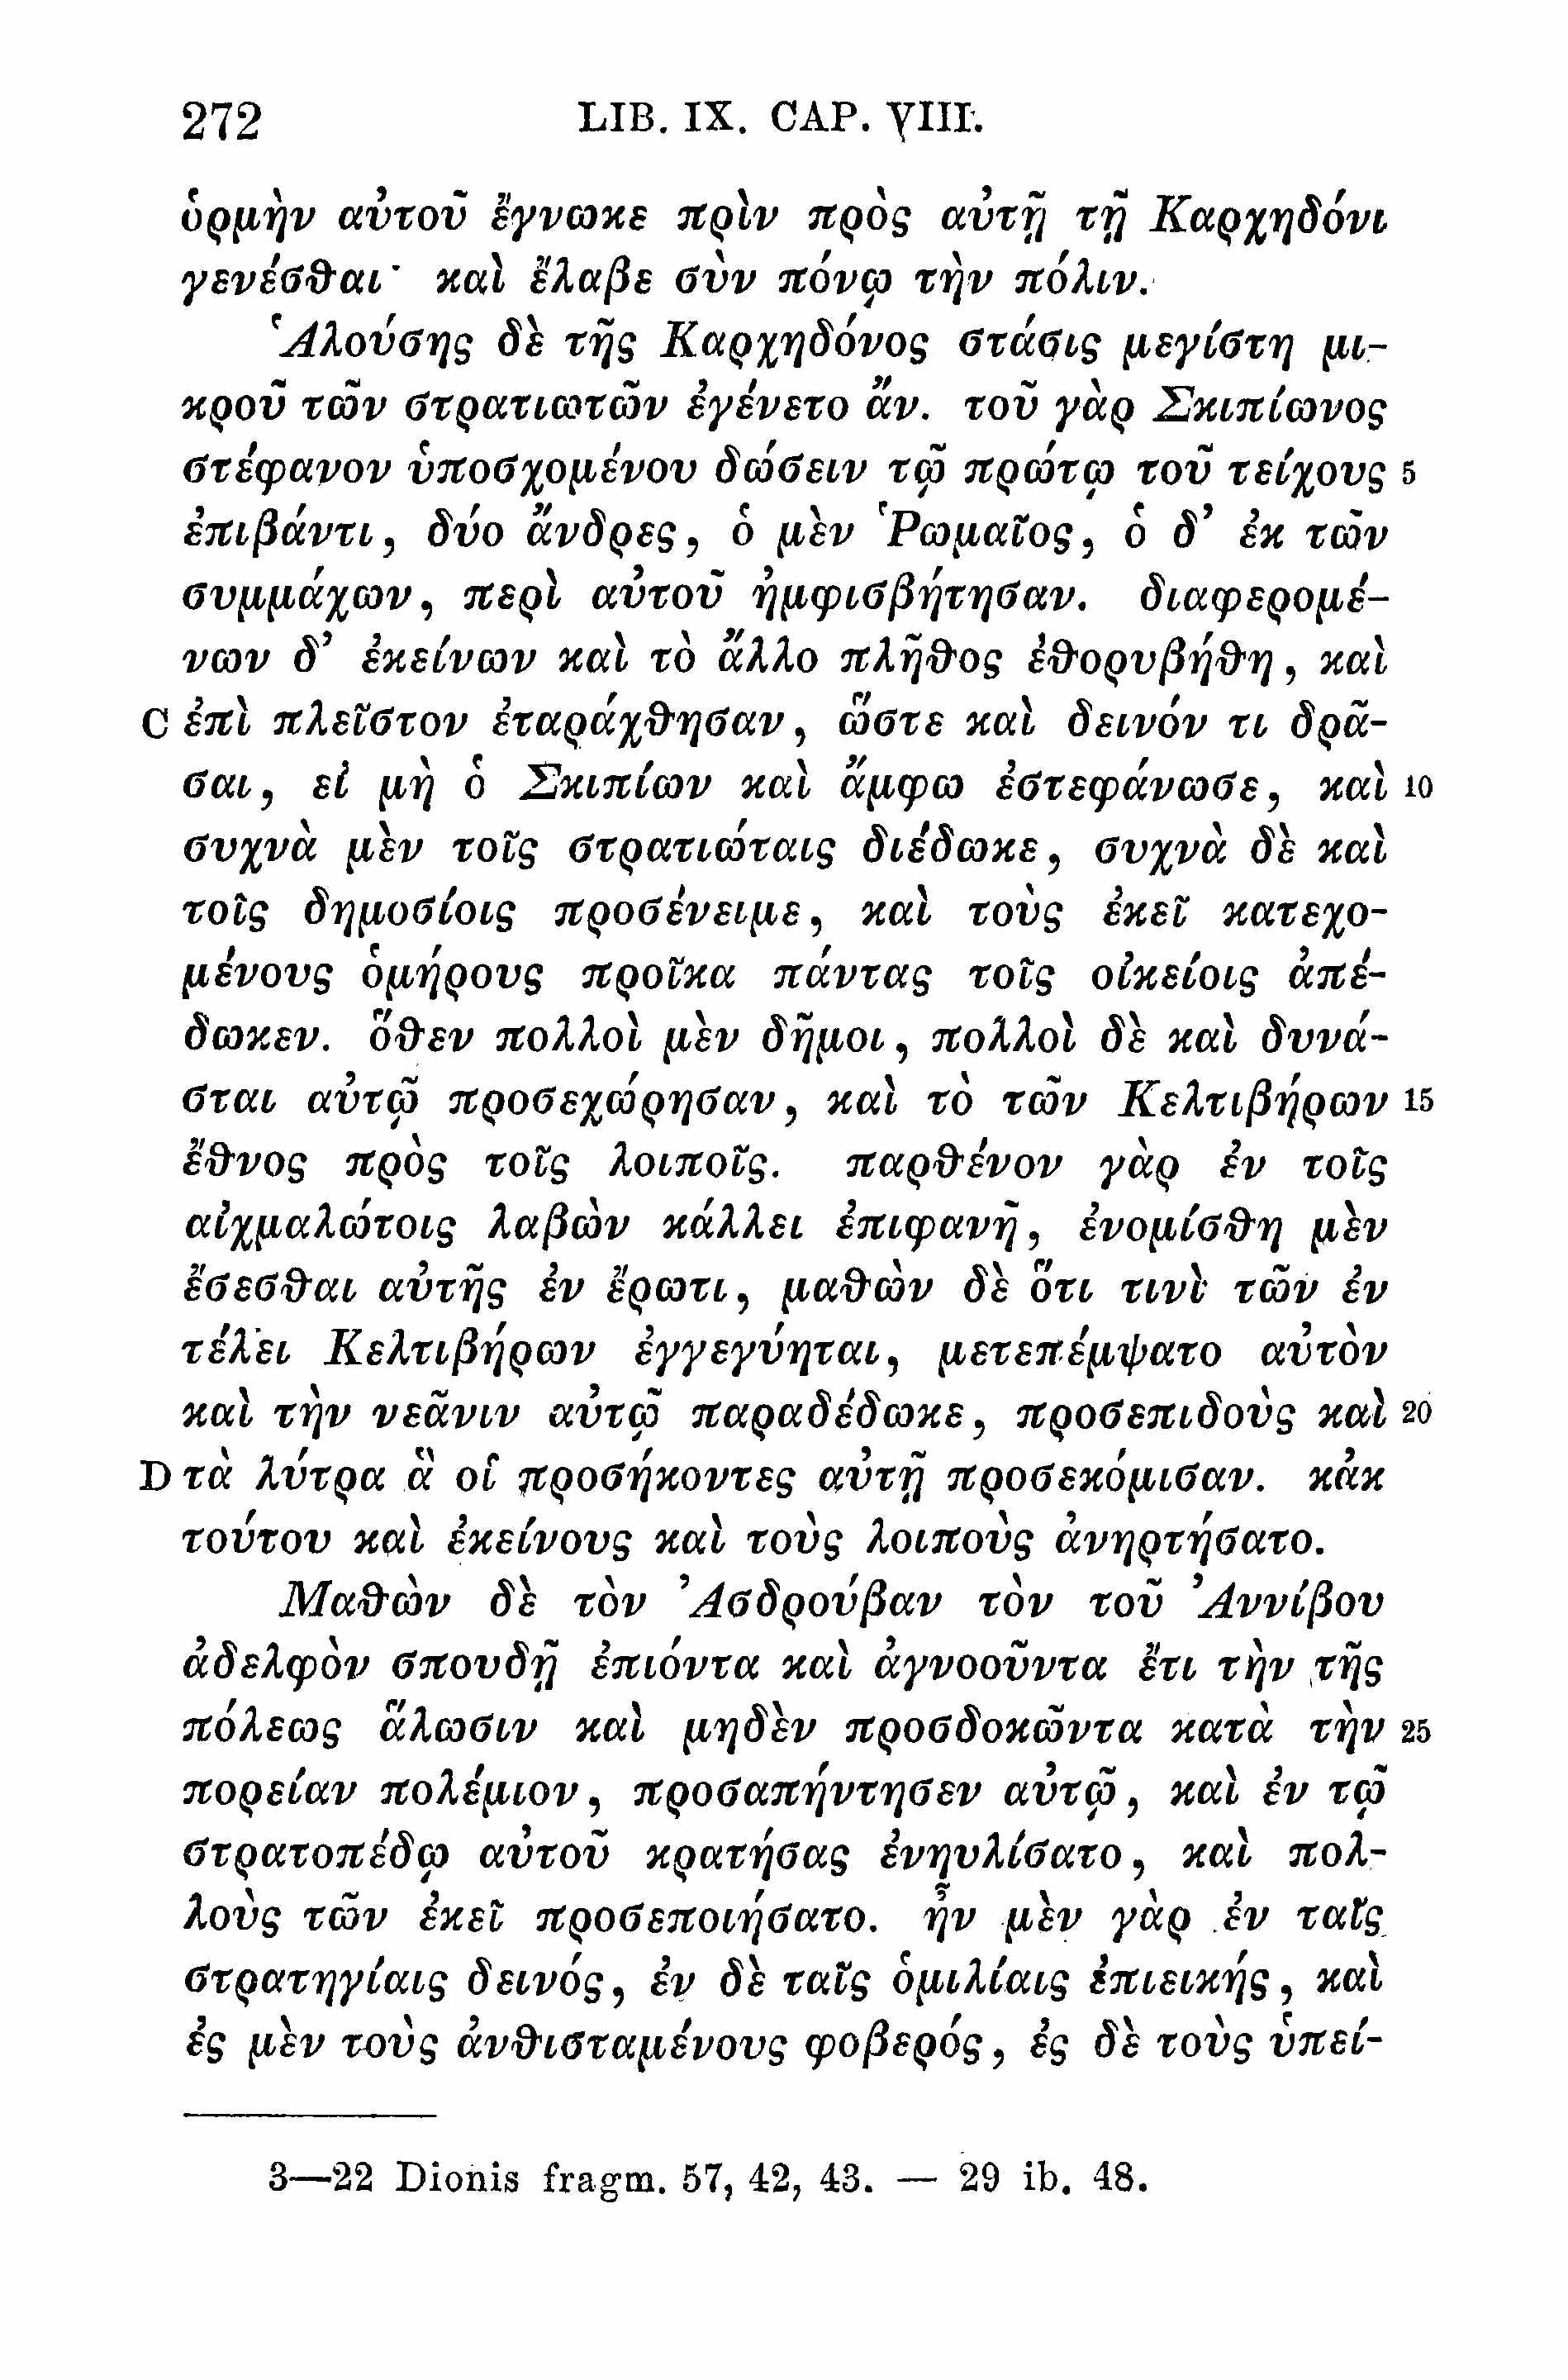 272 LIB. IX. CAP. VIII.
ὁρμὴν αὐτοῦ ἔγνωκε πρὶν πρὸς αὐτῇ τῇ Καρχηδόνι
γενέσθαι· καὶ ἔλαβε σὺν πόνῳ τὴν πόλιν.
Ἁλούσης δὲ τῆς Καρχηδόνος στάσις μεγίστη μι-
κροῦ τῶν στρατιωτῶν ἐγένετο ἄν. τοῦ γὰρ Σκιπίωνος
στέφανον ὑποσχομένου δώσειν τῷ πρώτῳ τοῦ τείχους 5
ἐπιβάντι, δύο ἄνδρες, ὁ μὲν Ῥωμαῖος, ὁ δ’ ἐκ τῶν
συμμάχων, περὶ αὐτοῦ ἠμφισβήτησαν. διαφερομέ-
νων δ’ ἐκείνων καὶ τὸ ἄλλο πλῆθος ἐθορυβήθη, καὶ
C ἐπὶ πλεῖστον ἐταράχθησαν, ὥστε καὶ δεινόν τι δρᾶ-
σαι, εἰ μὴ ὁ Σκιπίων καὶ ἄμφω ἐστεφάνωσε, καὶ 10
συχνὰ μὲν τοῖς στρατιώταις διέδωκε, συχνὰ δὲ καὶ
τοῖς δημοσίοις προσένειμε, καὶ τοὺς ἐκεῖ κατεχο-
μένους ὁμήρους προῖκα πάντας τοῖς οἰκείοις ἀπέ-
δωκεν. ὅθεν πολλοὶ μὲν δῆμοι, πολλοὶ δὲ καὶ δυνά-
σται αὐτῷ προσεχώρησαν, καὶ τὸ τῶν Κελτιβήρων 15
ἔθνος πρὸς τοῖς λοιποῖς. παρθένον γὰρ ἐν τοῖς
αἰχμαλώτοις λαβὼν κάλλει ἐπιφανῆ, ἐνομίσθη μὲν
ἔσεσθαι αὐτῆς ἐν ἔρωτι, μαθὼν δὲ ὅτι τινὶ τῶν ἐν
τέλει Κελτιβήρων ἐγγεγύηται, μετεπέμψατο αὐτὸν
καὶ τὴν νεᾶνιν αὐτῷ παραδέδωκε, προσεπιδοὺς καὶ 20
D τὰ λύτρα ἃ οἱ προσήκοντες αὐτῇ προσεκόμισαν. κἀκ
τούτου καὶ ἐκείνους καὶ τοὺς λοιποὺς ἀνηρτήσατο.
Μαθὼν δὲ τὸν Ἀσδρούβαν τὸν τοῦ Ἀννίβου
ἀδελφὸν σπουδῇ ἐπιόντα καὶ ἀγνοοῦντα ἔτι τὴν τῆς
πόλεως ἅλωσιν καὶ μηδὲν προσδοκῶντα κατὰ τὴν 25
πορείαν πολέμιον, προσαπήντησεν αὐτῷ, καὶ ἐν τῷ
στρατοπέδῳ αὐτοῦ κρατήσας ἐνηυλίσατο, καὶ πολ-
λοὺς τῶν ἐκεῖ προσεποιήσατο. ἦν μὲν γὰρ ἐν ταῖς
στρατηγίαις δεινός, ἐν δὲ ταῖς ὁμιλίαις ἐπιεικής, καὶ
ἐς μὲν τοὺς ἀνθισταμένους φοβερός, ἐς δὲ τοὺς ὑπεί-
3—22 Dionis fragm. 57, 42, 43. — 29 ib. 48.